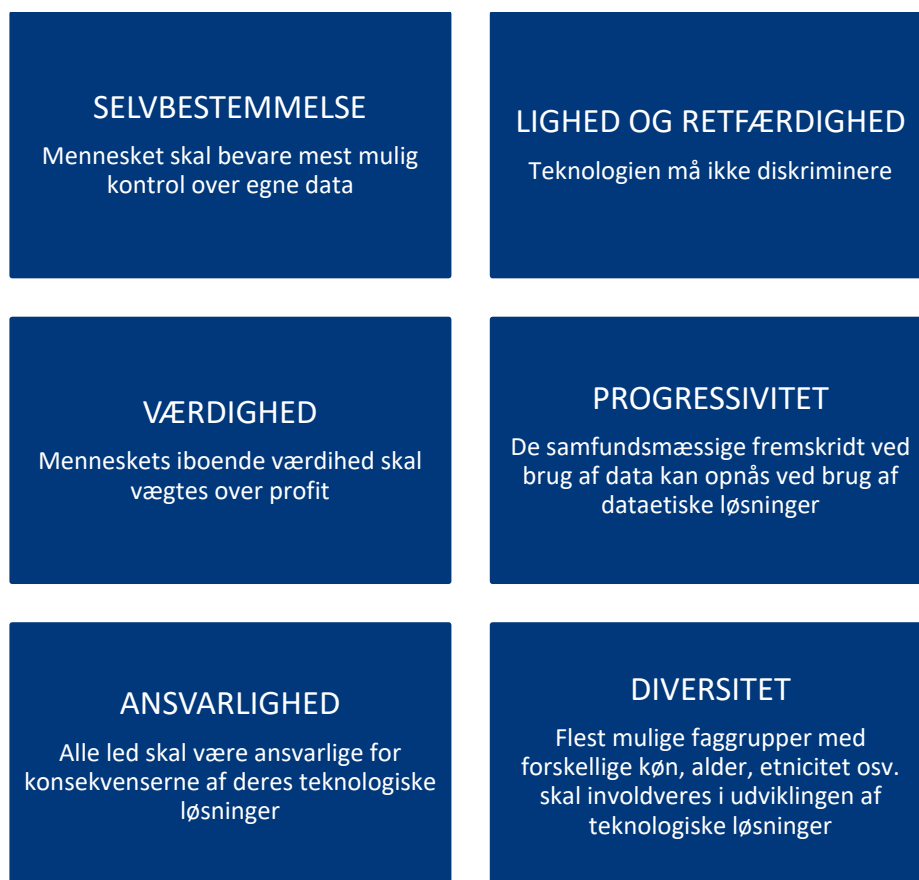 SELVBESTEMMELSE
Mennesket skal bevare mest mulig
kontrol over egne data
LIGHED OG RETFÆRDIGHED
Teknologien må ikke diskriminere
VÆRDIGHED
Menneskets iboende værdihed skal
vægtes over profit
PROGRESSIVITET
De samfundsmæssige fremskridt ved
brug af data kan opnås ved brug af
dataetiske løsninger
ANSVARLIGHED
Alle led skal være ansvarlige for
konsekvenserne af deres teknologiske
løsninger
DIVERSITET
Flest mulige faggrupper med
forskellige køn, alder, etnicitet osv.
skal involdveres i udviklingen af
teknologiske løsninger